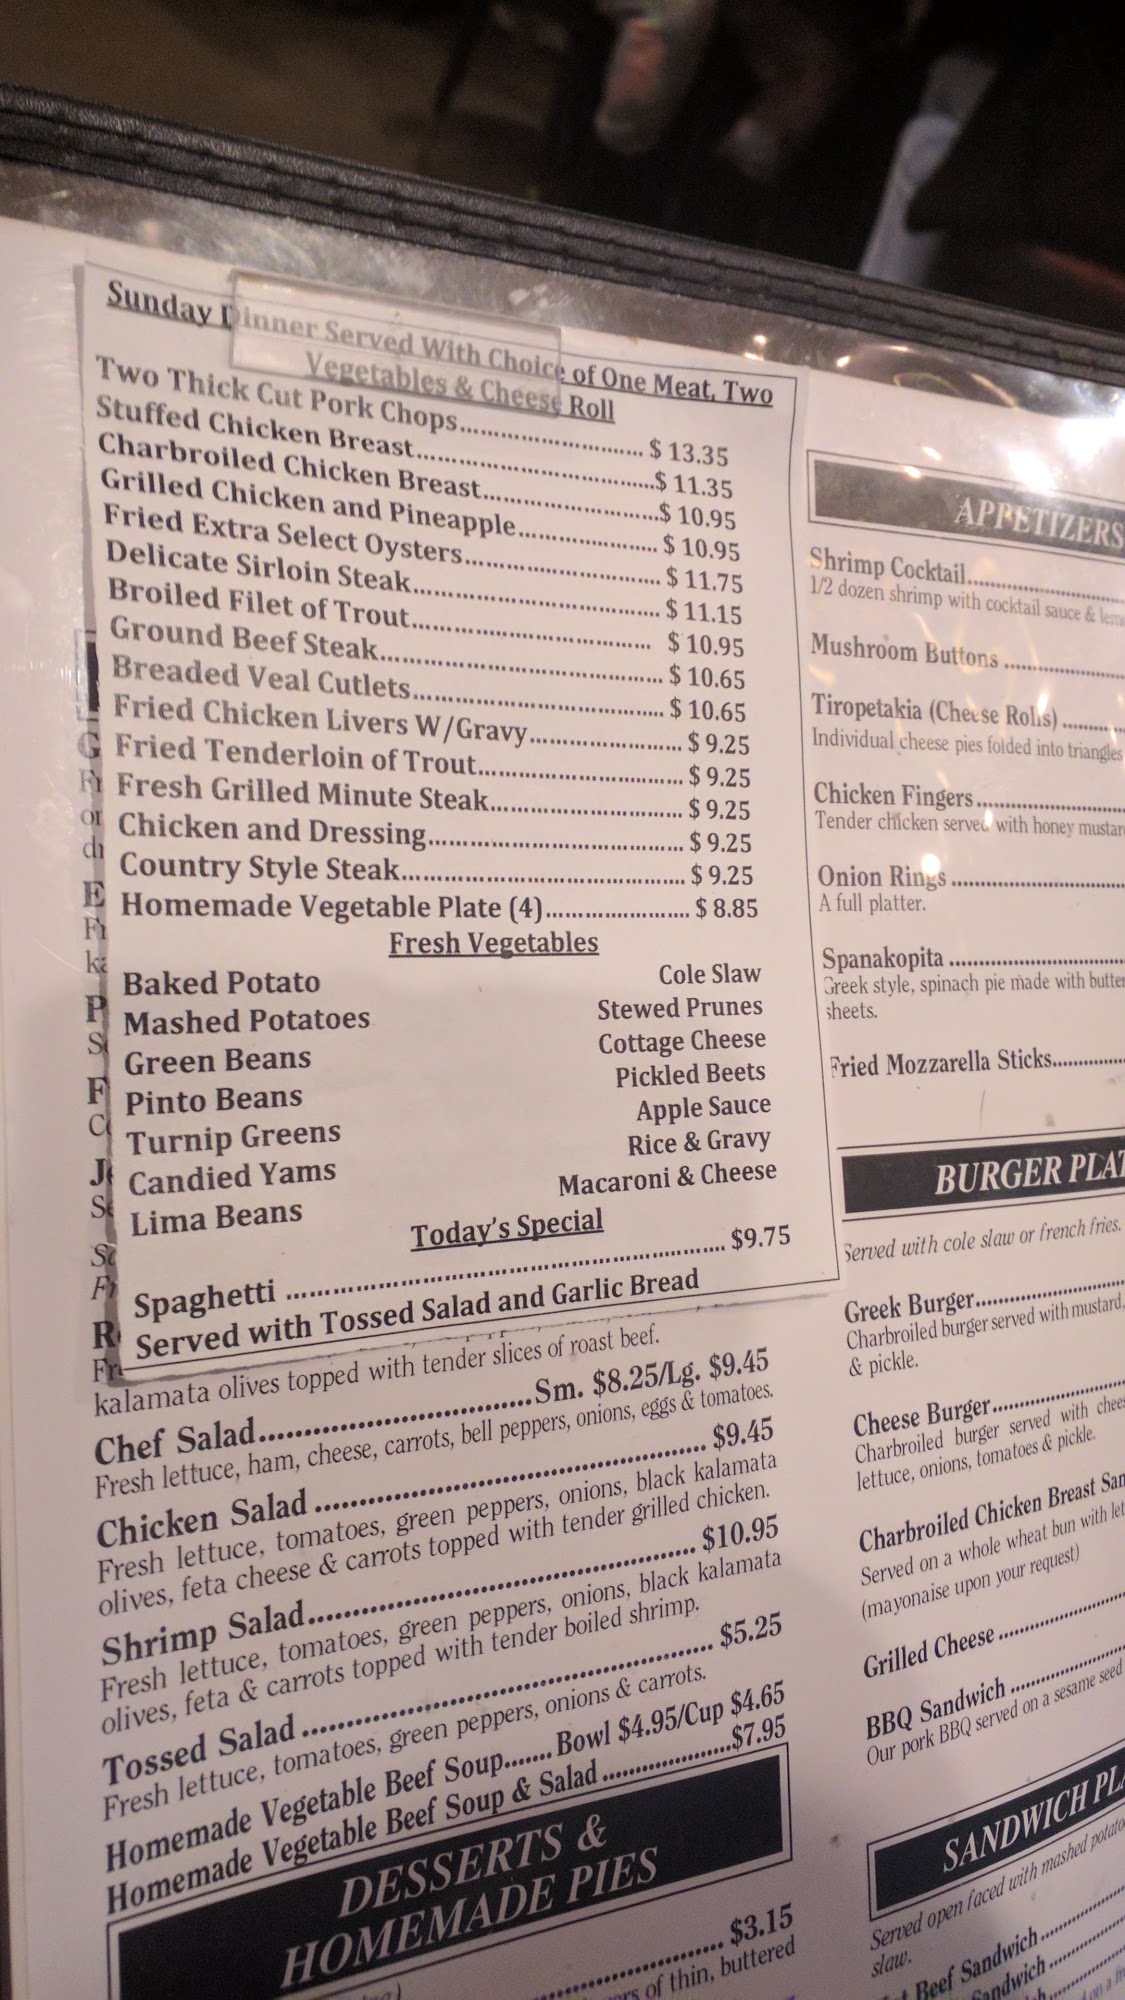 Sunday Dinner Served With Choice of One Meat, Two
Vegetables & Cheese Roll
Two Thick Cut Pork Chops........................... $ 13.35
Stuffed Chicken Breast...................................$ 11.35
Charbroiled Chicken Breast..........................$ 10.95
Grilled Chicken and Pineapple..................... $ 10.95
Fried Extra Select Oysters............................. $ 11.75
Delicate Sirloin Steak..................................... $ 11.15
Broiled Filet of Trout................................... $ 10.95
Ground Beef Steak......................................... $ 10.65
Breaded Veal Cutlets..................................... $ 10.65
Fried Chicken Livers W/Gravy....................... $ 9.25
Fried Tenderloin of Trout.............................. $ 9.25
Fresh Grilled Minute Steak............................ $ 9.25
Chicken and Dressing...................................... $ 9.25
Country Style Steak.......................................... $ 9.25
Homemade Vegetable Plate (4)...................... $ 8.85
Fresh Vegetables
Baked Potato
Mashed Potatoes
Green Beans
Pinto Beans
Turnip Greens
Candied Yams
Lima Beans
Cole Slaw
Stewed Prunes
Cottage Cheese
Pickled Beets
Apple Sauce
Rice & Gravy
Macaroni & Cheese
Today's Special
Spaghetti ............................................................ $9.75
Served with Tossed Salad and Garlic Bread
kalamata olives topped with tender slices of roast beef.
Chef Salad..............................Sm. $8.25/Lg. $9.45
Fresh lettuce, ham, cheese, carrots, bell peppers, onions, eggs & tomatoes.
Chicken Salad ............................................. $9.45
Fresh lettuce, tomatoes, green peppers, onions, black kalamata
olives, feta cheese & carrots topped with tender grilled chicken.
Shrimp Salad............................................. $10.95
Fresh lettuce, tomatoes, green peppers, onions, black kalamata
olives, feta & carrots topped with tender boiled shrimp.
Tossed Salad ............................................... $5.25
Fresh lettuce, tomatoes, green peppers, onions & carrots.
Homemade Vegetable Beef Soup....... Bowl $4.95/Cup $4.65
Homemade Vegetable Beef Soup & Salad ...................$7.95
DESSERTS &
HOMEMADE PIES
$3.15
of thin, buttered
APPETIZERS
Shrimp Cocktail........................
1/2 dozen shrimp with cocktail sauce &
Mushroom Buttons ..................
Tiropetakia (Cheese Rolls) .........
Individual cheese pies folded into triangles
Chicken Fingers ........................
Tender chicken served with honey
Onion Rings ............................
A full platter.
Spanakopita ............................
Greek style, spinach pie made with
sheets.
Fried Mozzarella Sticks.............
BURGER
Served with cole slaw or french fries.
Greek Burger............................
Charbroiled burger served with mustard,
& pickle.
Cheese Burger..........................
Charbroiled burger served with
lettuce, onions, tomatoes & pickle.
Charbroiled Chicken Breast
Served on a whole wheat bun with
(mayonaise upon your request)
Grilled Cheese ........................
BBQ Sandwich ........................
Our pork BBQ served on a sesame seed
SANDWICH
Served open faced with mashed
slaw.
Beef Sandwich